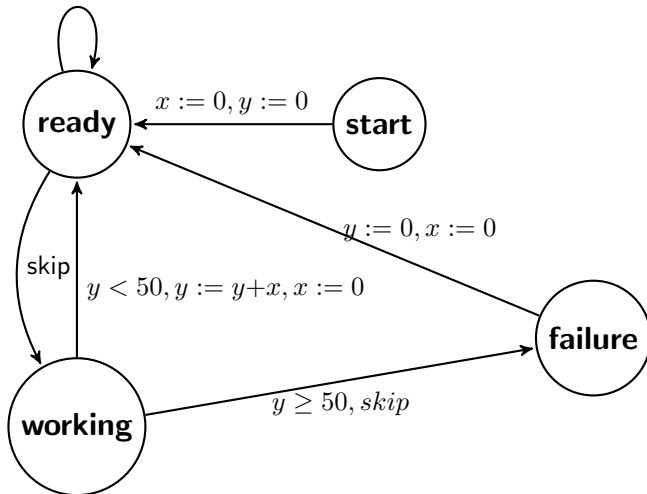 x := 0, y := 0
ready
start
y := 0, x := 0
skip
y < 50, y := y+x, x := 0
failure
y ≥ 50, skip
working